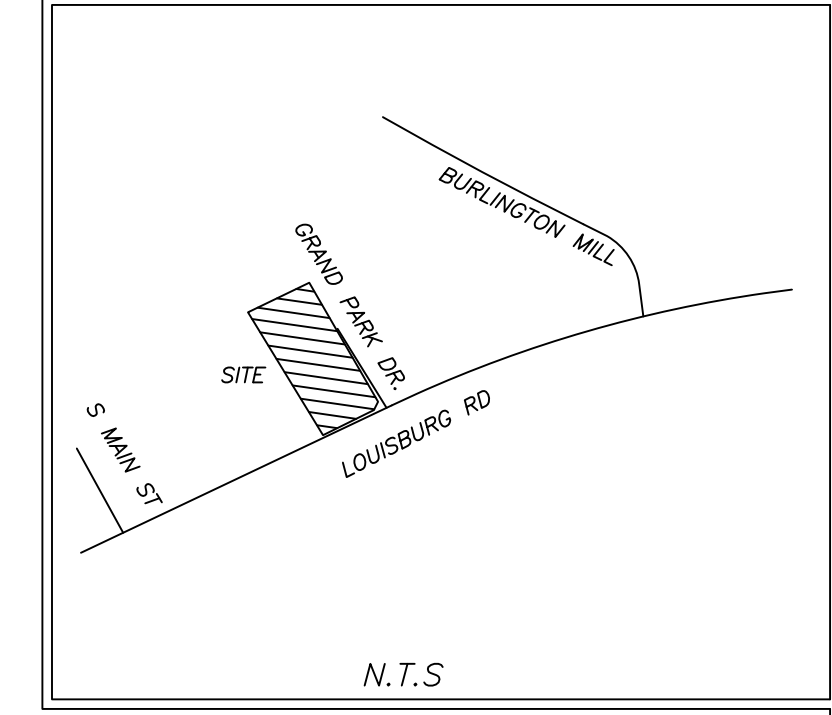 BURLINGTON MILL
GRAND PARK DR.
SITE
S MAIN ST
LOUISBURG RD
N.T.S